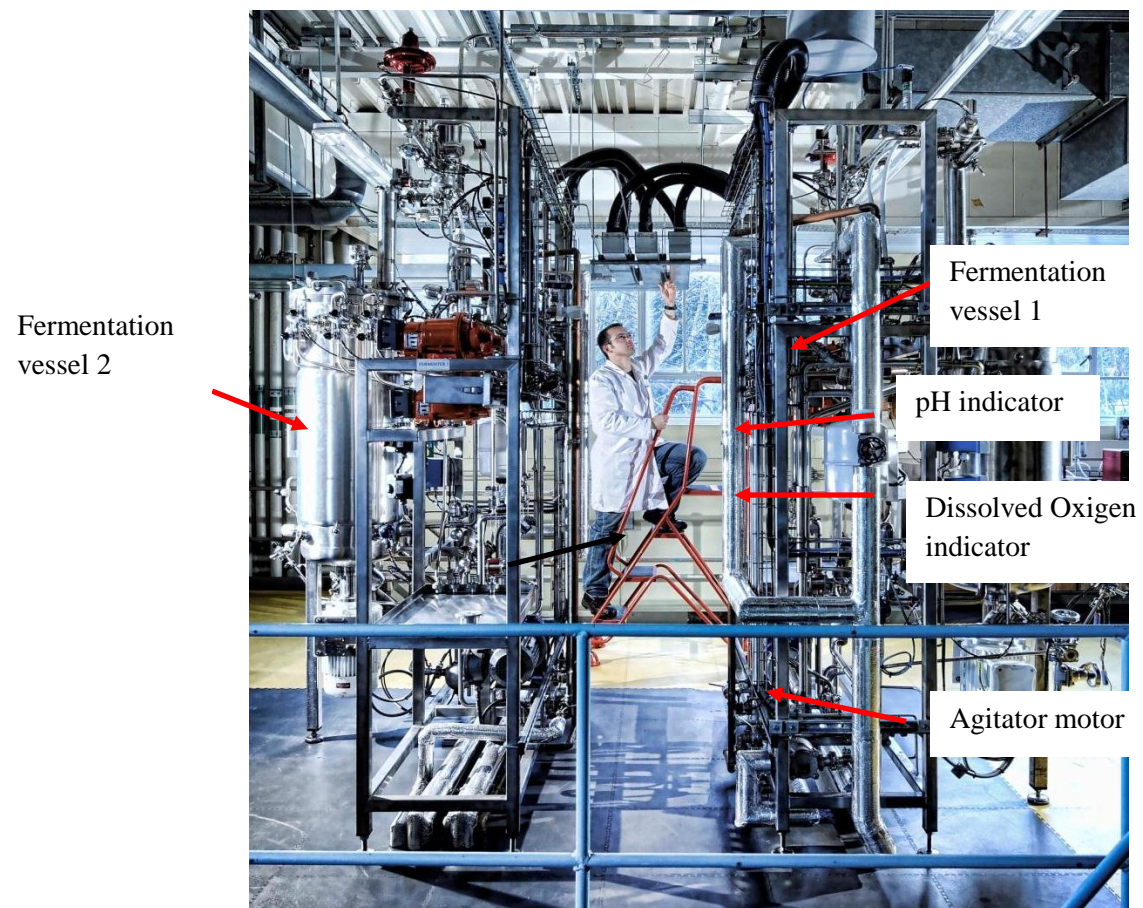 Fermentation
vessel 2
Fermentation
vessel 1
pH indicator
Dissolved Oxigen
indicator
Agitator motor